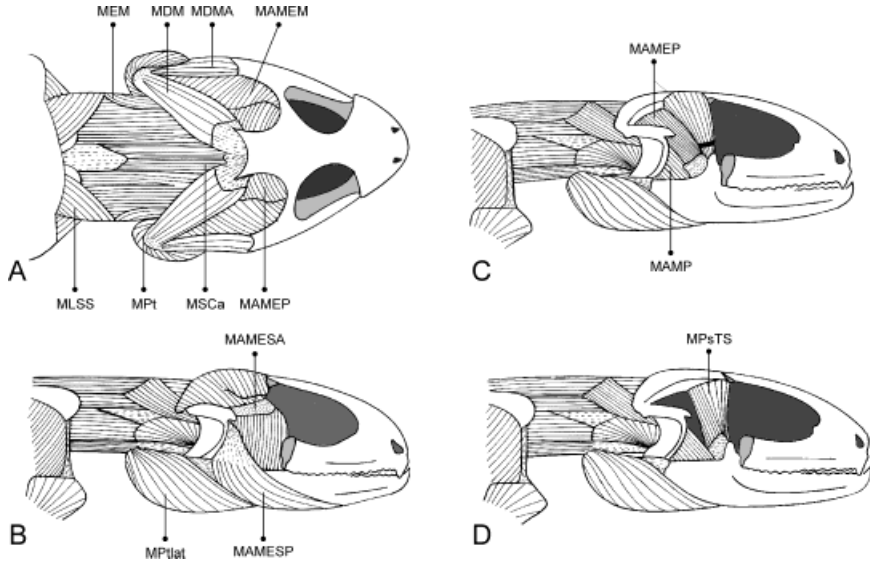 MEM MDM MDMA MAMEM
A
MLSS MPt MSCa MAMEP
MAMESA
B
MPtlat MAMESP
MAMEP
C
MAMP
MPsTS
D